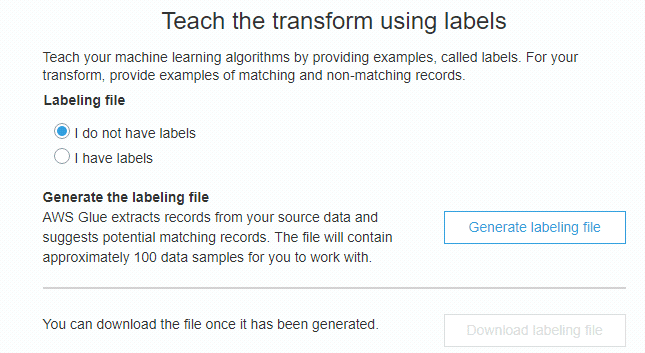 Teach the transform using labels
Teach your machine learning algorithms by providing examples, called labels. For your
transform, provide examples of matching and non-matching records.
Labeling file
I do not have labels
I have labels
Generate the labeling file
AWS Glue extracts records from your source data and
suggests potential matching records. The file will contain
approximately 100 data samples for you to work with.
Generate labeling file
You can download the file once it has been generated.
Download labeling file